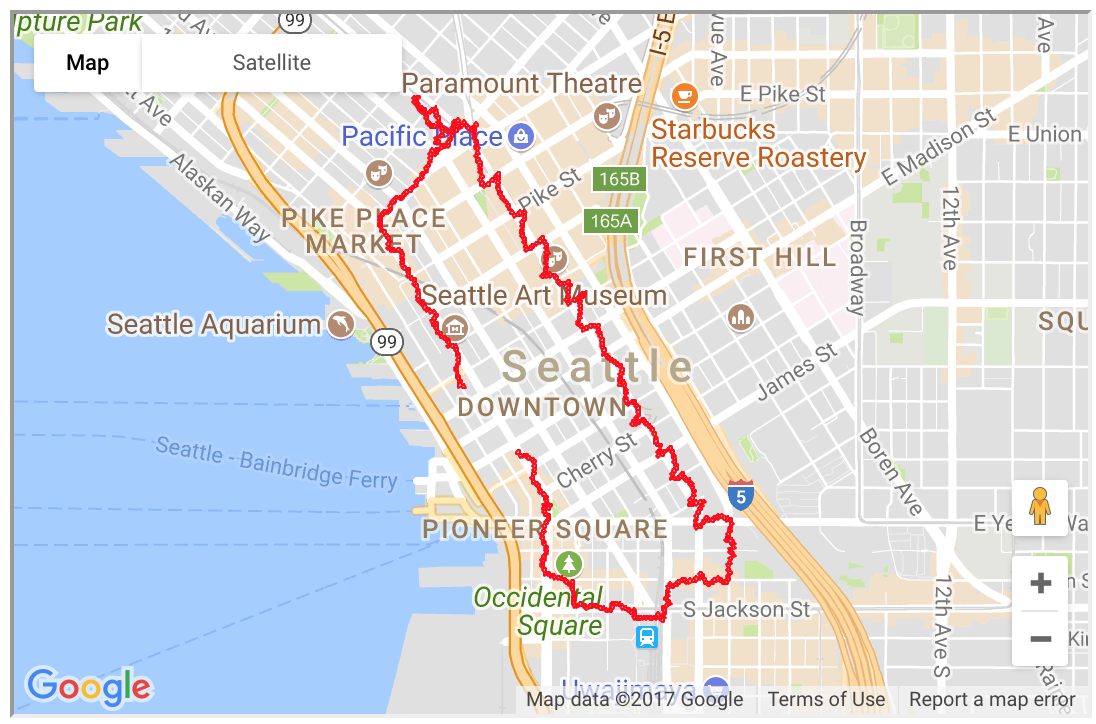 pture Park
99
I-5 E
Ave
Map
Satellite
Paramount Theatre
E Pike St
Ave
Pacific Place
Starbucks
Reserve Roastery
E Union
E Madison St
Alaskan Way
165B
Pike St
165A
12th Ave
PIKE PLACE
MARKET
Broadway
FIRST HILL
Seattle Art Museum
Seattle Aquarium
99
SQU
James St
Seattle
DOWNTOWN
Cherry St
Boren Ave
Seattle - Bainbridge Ferry
5
PIONEER SQUARE
E Ye
Wa
Occidental
Square
S Jackson St
12th Ave S
+
n S
−
Kin
Raine
Uwajimaya
Google
Map data ©2017 Google
Terms of Use
Report a map error